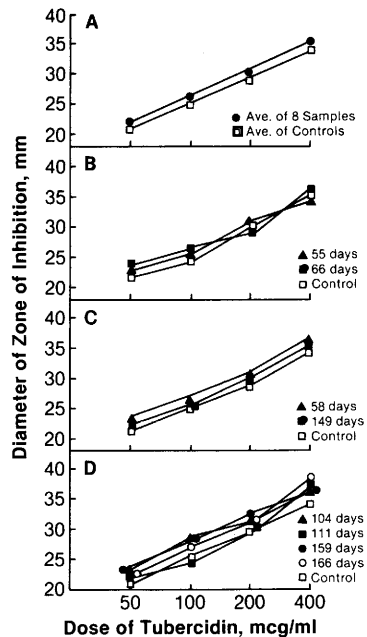 Diameter of Zone of Inhibition, mm
A
40
35
30
25
20
Ave. of 8 Samples
Ave. of Controls
B
40
35
30
25
20
55 days
66 days
Control
C
40
35
30
25
20
58 days
149 days
Control
D
40
35
30
25
20
104 days
111 days
159 days
166 days
Control
50 100 200 400
Dose of Tubercidin, mcg/ml